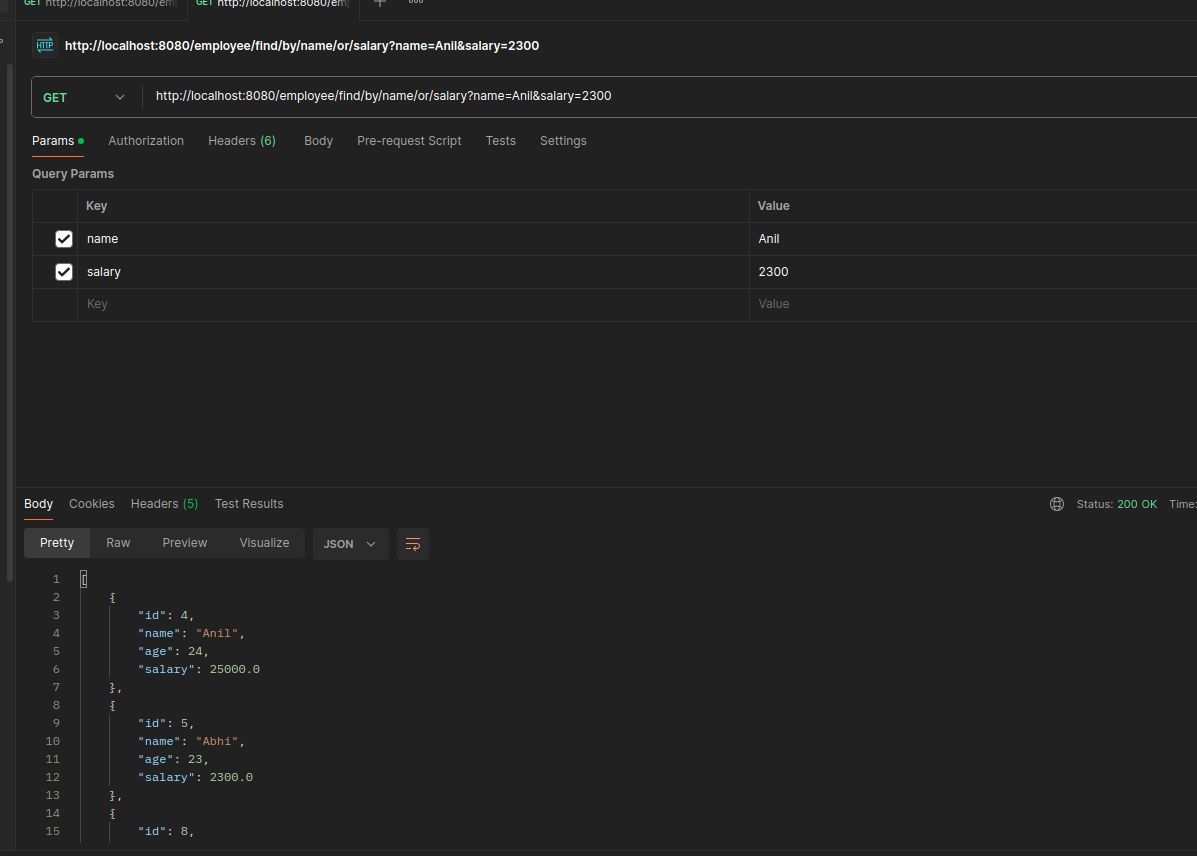 GET http://localhost:8080/em GET http://localhost:8080/em
HTTP http://localhost:8080/employee/find/by/name/or/salary?name=Anil&salary=2300
GET http://localhost:8080/employee/find/by/name/or/salary?name=Anil&salary=2300
Params Authorization Headers (6) Body Pre-request Script Tests Settings
Query Params
Key Value
name Anil
salary 2300
Key Value
Body Cookies Headers (5) Test Results Status: 200 OK Time:
Pretty Raw Preview Visualize JSON
1 [
2 {
3 "id": 4,
4 "name": "Anil",
5 "age": 24,
6 "salary": 25000.0
7 },
8 {
9 "id": 5,
10 "name": "Abhi",
11 "age": 23,
12 "salary": 2300.0
13 },
14 {
15 "id": 8,